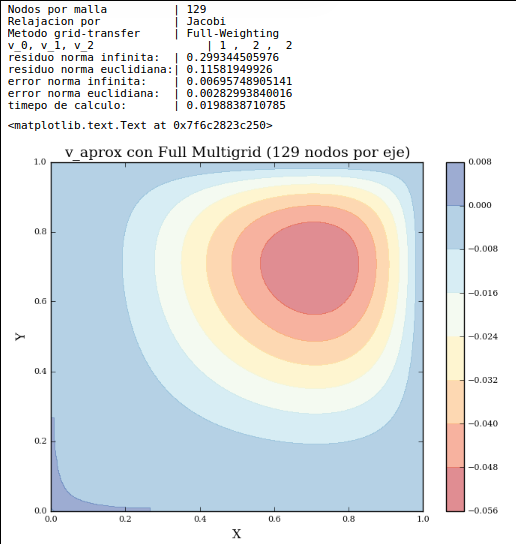 Nodos por malla | 129
Relajacion por | Jacobi
Metodo grid-transfer | Full-Weighting
v_0, v_1, v_2 | 1 , 2 , 2
residuo norma infinita: | 0.299344505976
residuo norma euclidiana:| 0.11581949926
error norma infinita: | 0.00695748905141
error norma euclidiana: | 0.00282993840016
timepo de calculo: | 0.0198838710785
<matplotlib.text.Text at 0x7f6c2823c250>
v_aprox con Full Multigrid (129 nodos por eje)
1.0
0.8
0.6
0.4
0.2
0.0
Y
0.0 0.2 0.4 0.6 0.8 1.0
X
0.008
0.000
−0.008
−0.016
−0.024
−0.032
−0.040
−0.048
−0.056